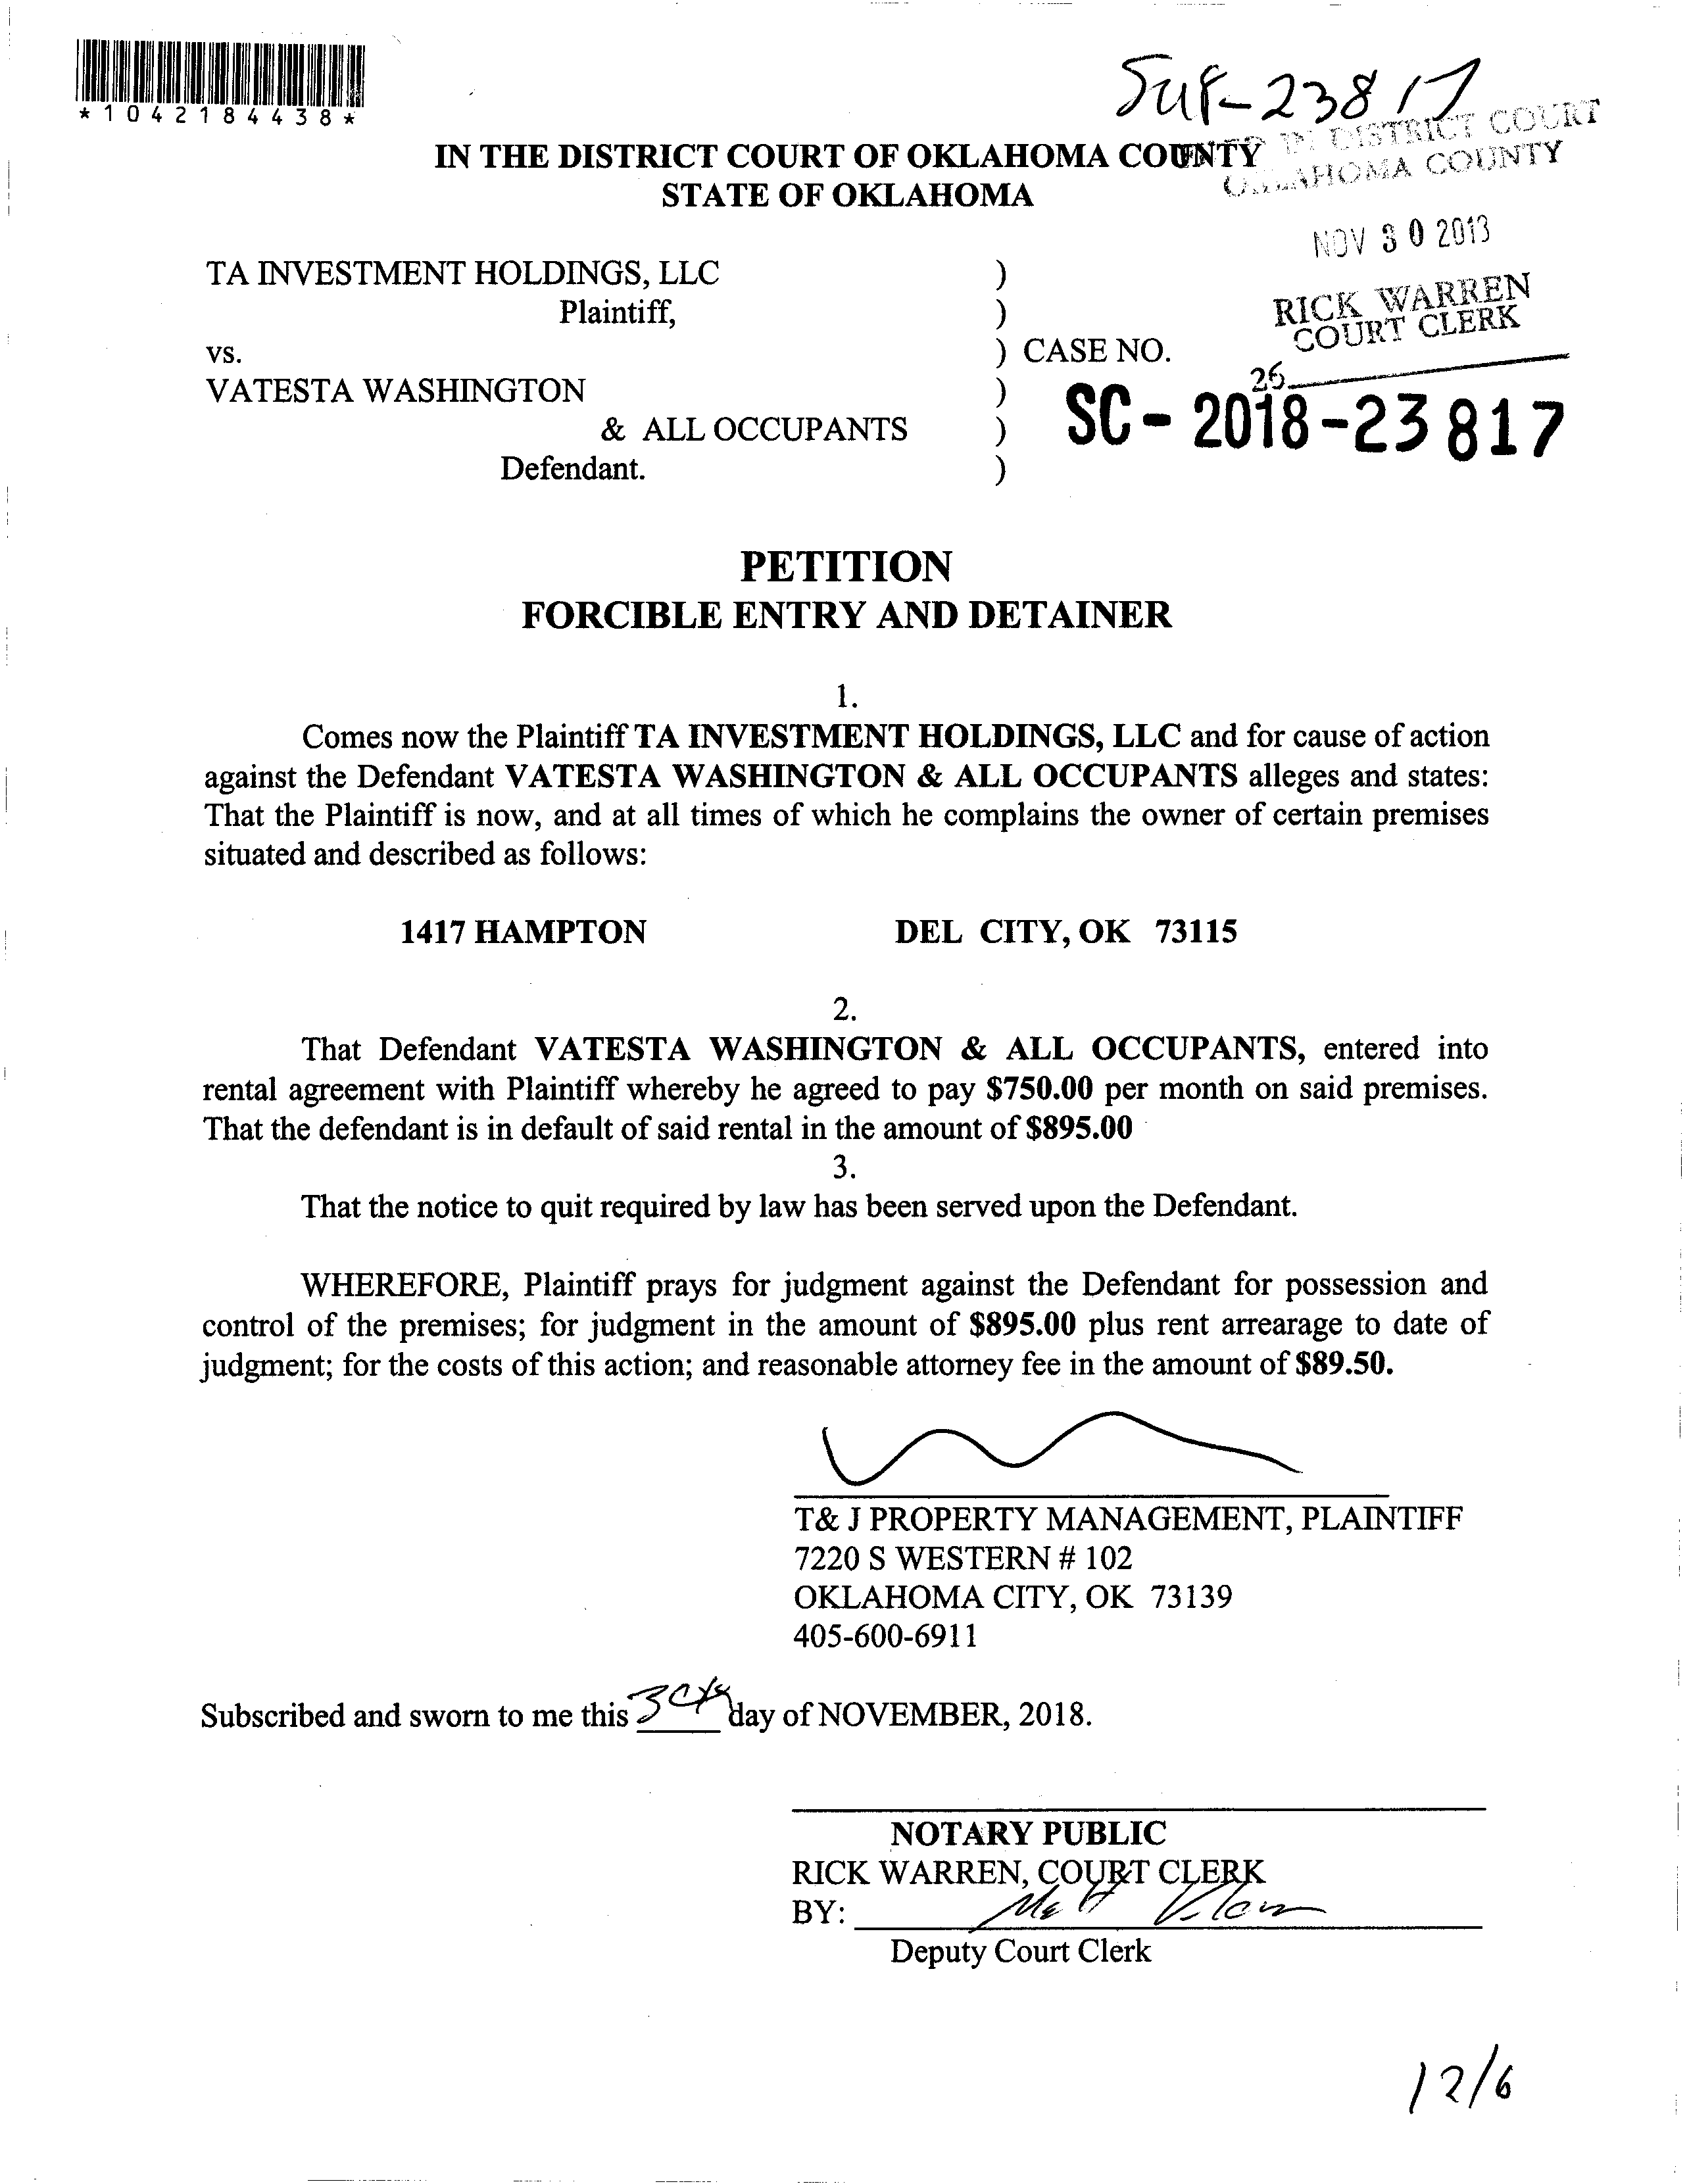 *1042184438*
23817
IN THE DISTRICT COURT OF OKLAHOMA COUNTY
IN DISTRICT COURT
OKLAHOMA COUNTY
STATE OF OKLAHOMA
NOV 30 2018
RICK WARREN
COURT CLERK
26
TA INVESTMENT HOLDINGS, LLC )
Plaintiff, )
vs. ) CASE NO.
VATESTA WASHINGTON )
& ALL OCCUPANTS ) SC-2018-23817
Defendant. )
PETITION
FORCIBLE ENTRY AND DETAINER
1.
Comes now the Plaintiff TA INVESTMENT HOLDINGS, LLC and for cause of action
against the Defendant VATESTA WASHINGTON & ALL OCCUPANTS alleges and states:
That the Plaintiff is now, and at all times of which he complains the owner of certain premises
situated and described as follows:
1417 HAMPTON DEL CITY, OK 73115
2.
That Defendant VATESTA WASHINGTON & ALL OCCUPANTS, entered into
rental agreement with Plaintiff whereby he agreed to pay $750.00 per month on said premises.
That the defendant is in default of said rental in the amount of $895.00
3.
That the notice to quit required by law has been served upon the Defendant.
WHEREFORE, Plaintiff prays for judgment against the Defendant for possession and
control of the premises; for judgment in the amount of $895.00 plus rent arrearage to date of
judgment; for the costs of this action; and reasonable attorney fee in the amount of $89.50.
T& J PROPERTY MANAGEMENT, PLAINTIFF
7220 S WESTERN # 102
OKLAHOMA CITY, OK 73139
405-600-6911
Subscribed and sworn to me this 30th day of NOVEMBER, 2018.
NOTARY PUBLIC
RICK WARREN, COURT CLERK
BY:
Deputy Court Clerk
12/6